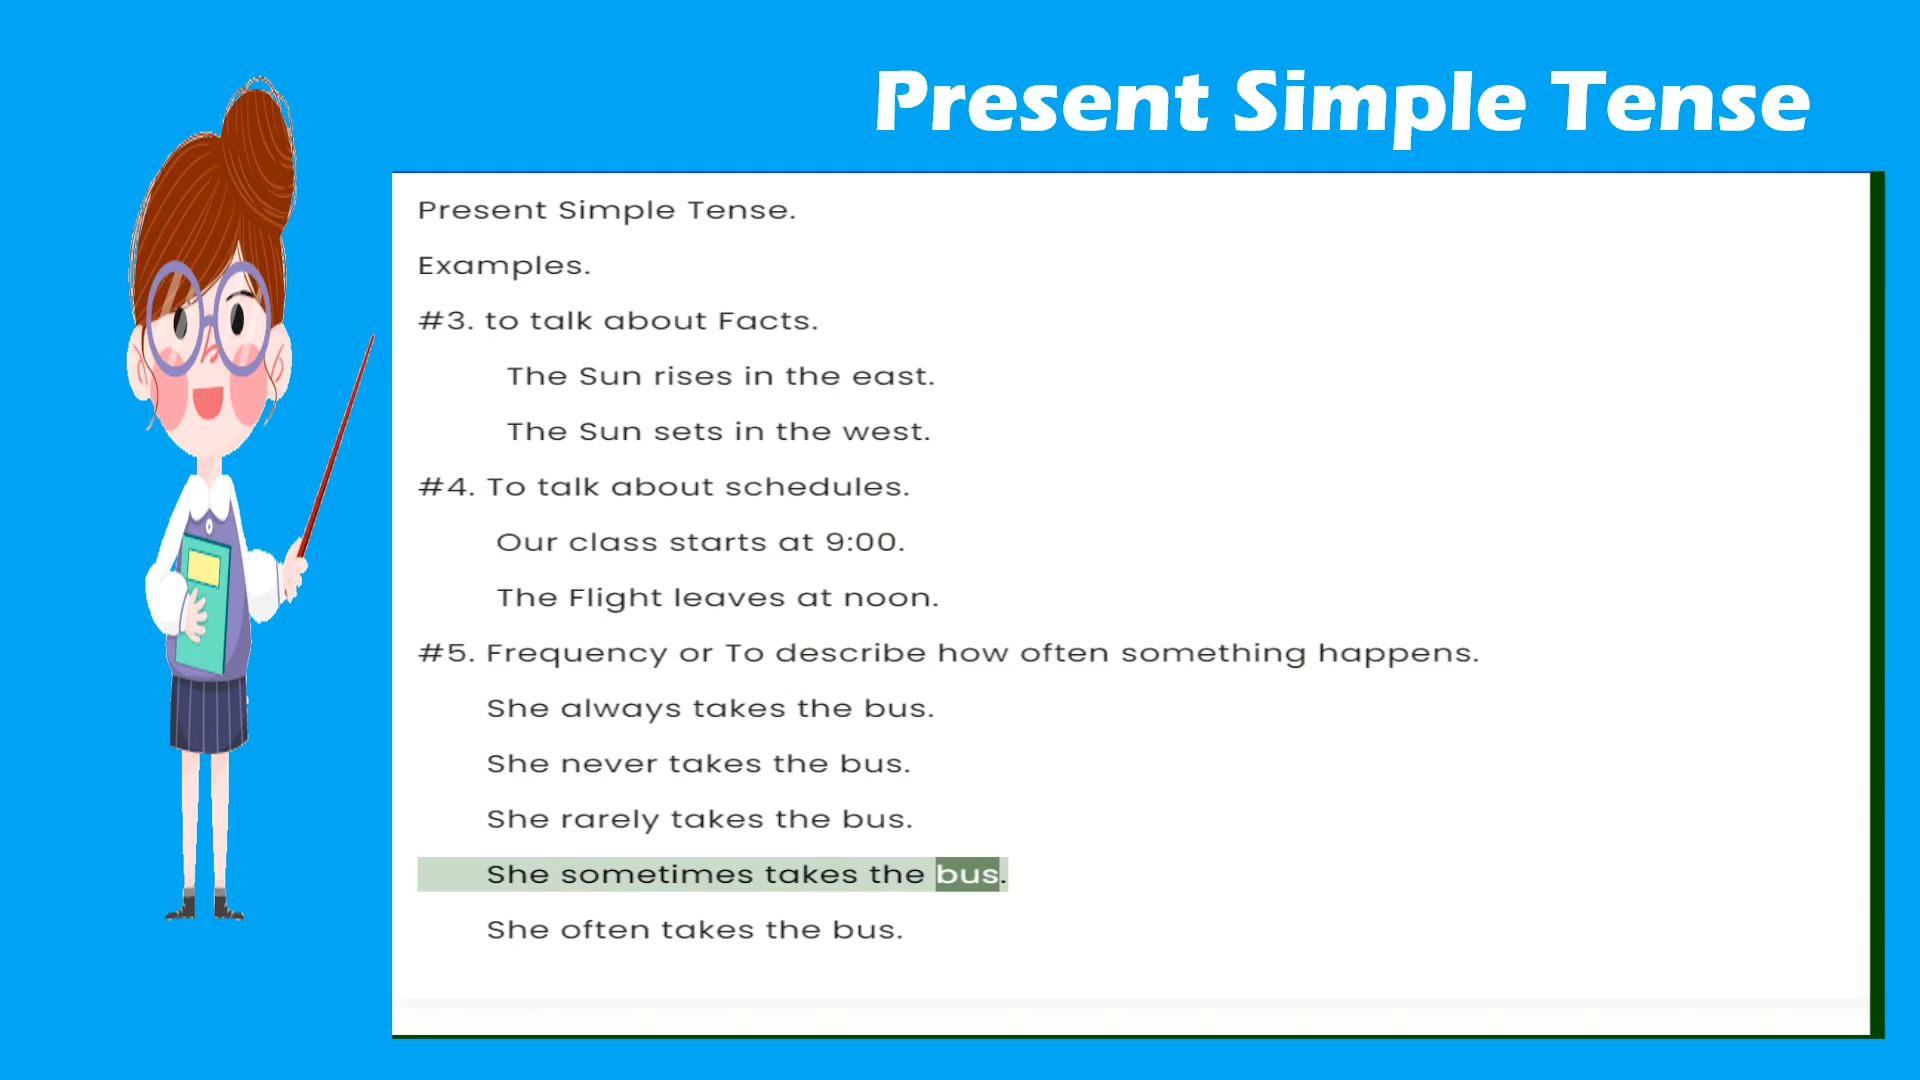 Present Simple Tense
Present Simple Tense.
Examples.
#3. to talk about Facts.
The Sun rises in the east.
The Sun sets in the west.
#4. To talk about schedules.
Our class starts at 9:00.
The Flight leaves at noon.
#5. Frequency or To describe how often something happens.
She always takes the bus.
She never takes the bus.
She rarely takes the bus.
She sometimes takes the bus.
She often takes the bus.